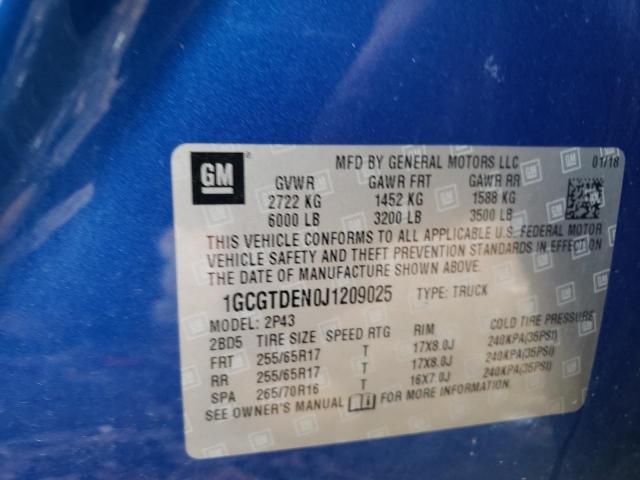 GM
MFD BY GENERAL MOTORS LLC 01/18
GVWR GAWR FRT GAWR RR
2722 KG 1452 KG 1588 KG
6000 LB 3200 LB 3500 LB
THIS VEHICLE CONFORMS TO ALL APPLICABLE U.S. FEDERAL MOTOR
VEHICLE SAFETY AND THEFT PREVENTION STANDARDS IN EFFECT ON
THE DATE OF MANUFACTURE SHOWN ABOVE.
1GCGTDEN0J1209025 TYPE: TRUCK
MODEL: 2P43
2BD5 TIRE SIZE SPEED RTG RIM COLD TIRE PRESSURE
FRT 255/65R17 T 17X8.0J 240KPA(35PSI)
RR 255/65R17 T 17X8.0J 240KPA(35PSI)
SPA 265/70R16 T 16X7.0J 240KPA(35PSI)
SEE OWNER'S MANUAL FOR MORE INFORMATION.